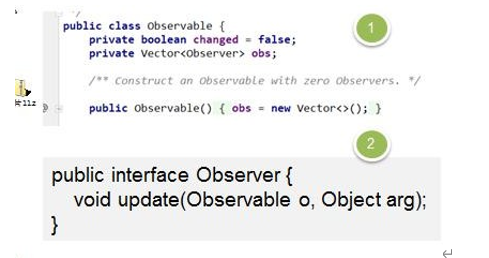 */
public class Observable {
1
private boolean changed = false;
private Vector<Observer> obs;
/** Construct an Observable with zero Observers. */
public Observable() { obs = new Vector<>(); }
2
public interface Observer {
void update(Observable o, Object arg);
}